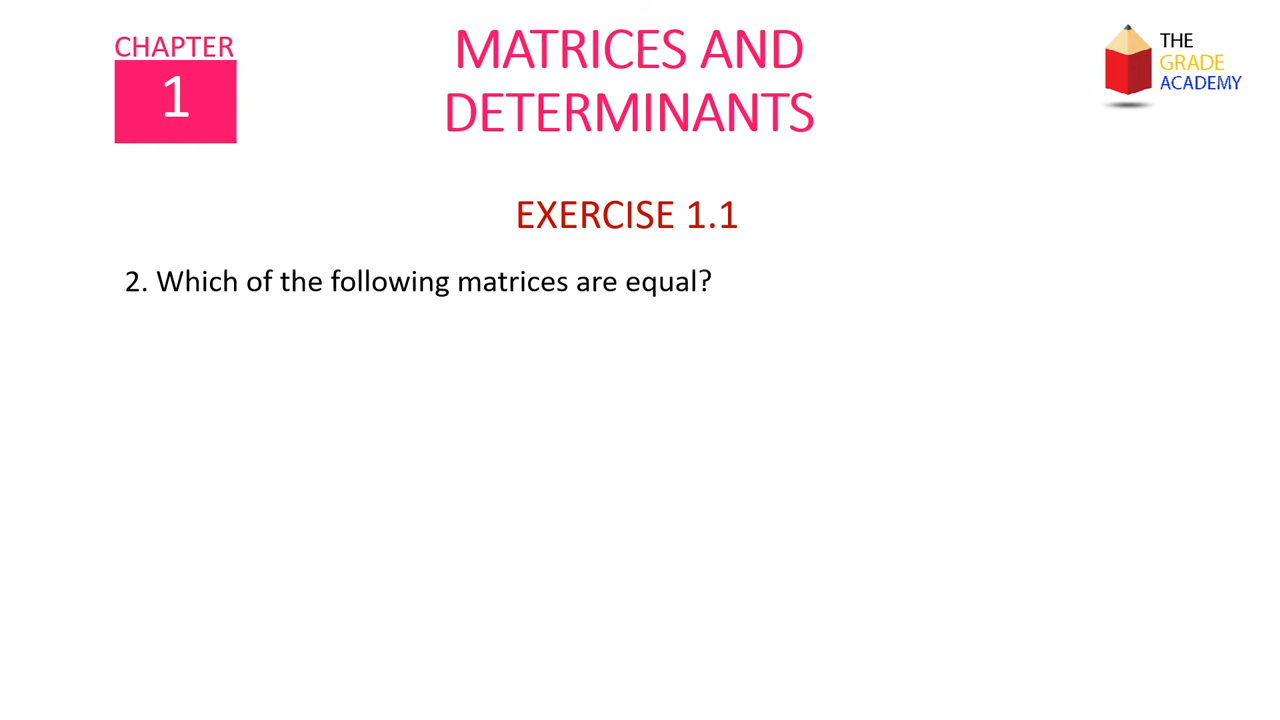 CHAPTER
1
MATRICES AND
DETERMINANTS
THE
GRADE
ACADEMY
EXERCISE 1.1
2. Which of the following matrices are equal?